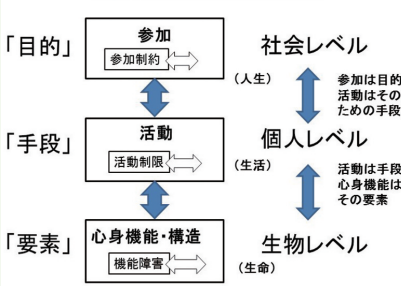 「目的」
参加
参加制約
(人生)
社会レベル
参加は目的
活動はその
ための手段
「手段」
活動
活動制限
(生活)
個人レベル
活動は手段
心身機能は
その要素
「要素」
心身機能・構造
機能障害
(生命)
生物レベル